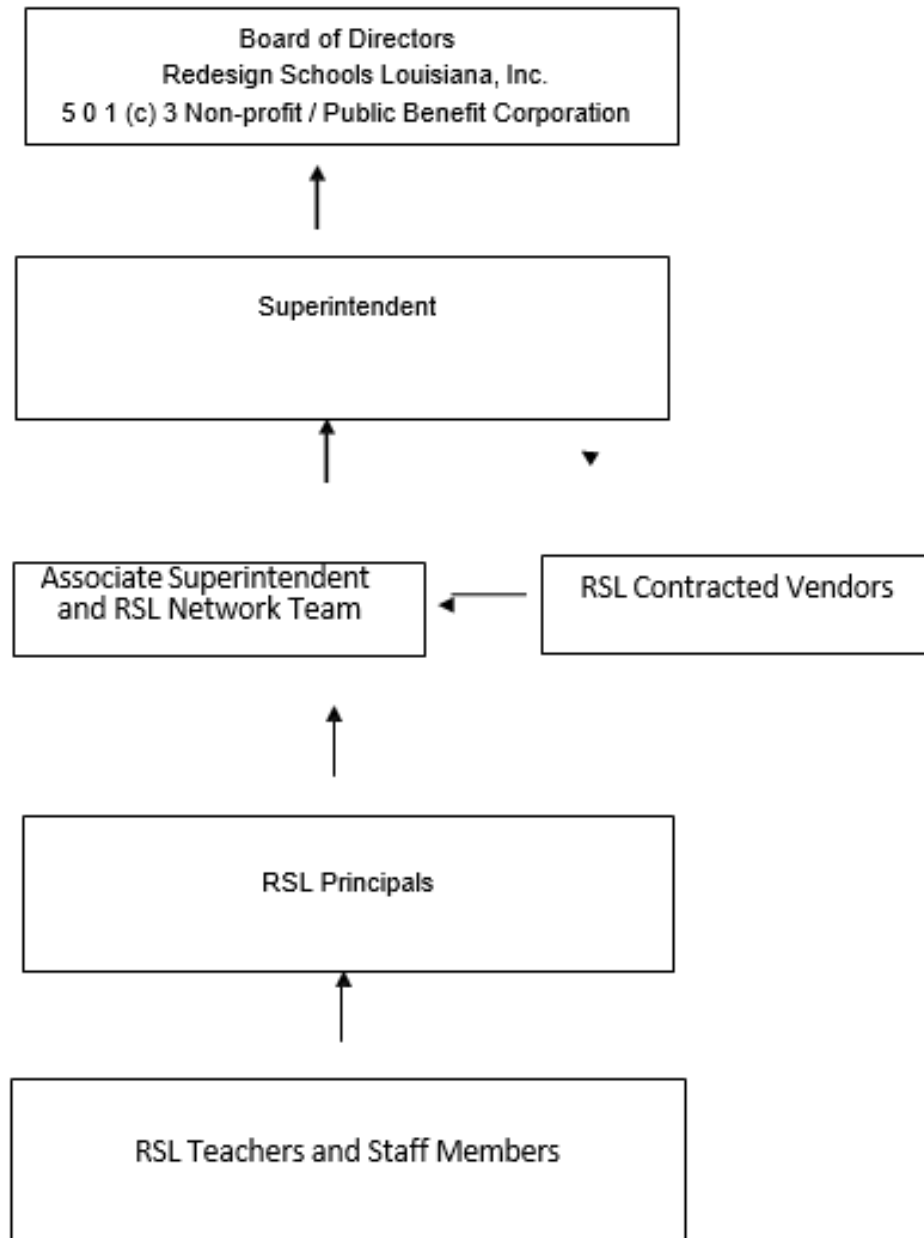 Board of Directors
Redesign Schools Louisiana, Inc.
5 0 1 (c) 3 Non-profit / Public Benefit Corporation
Superintendent
Associate Superintendent
and RSL Network Team
RSL Contracted Vendors
RSL Principals
RSL Teachers and Staff Members